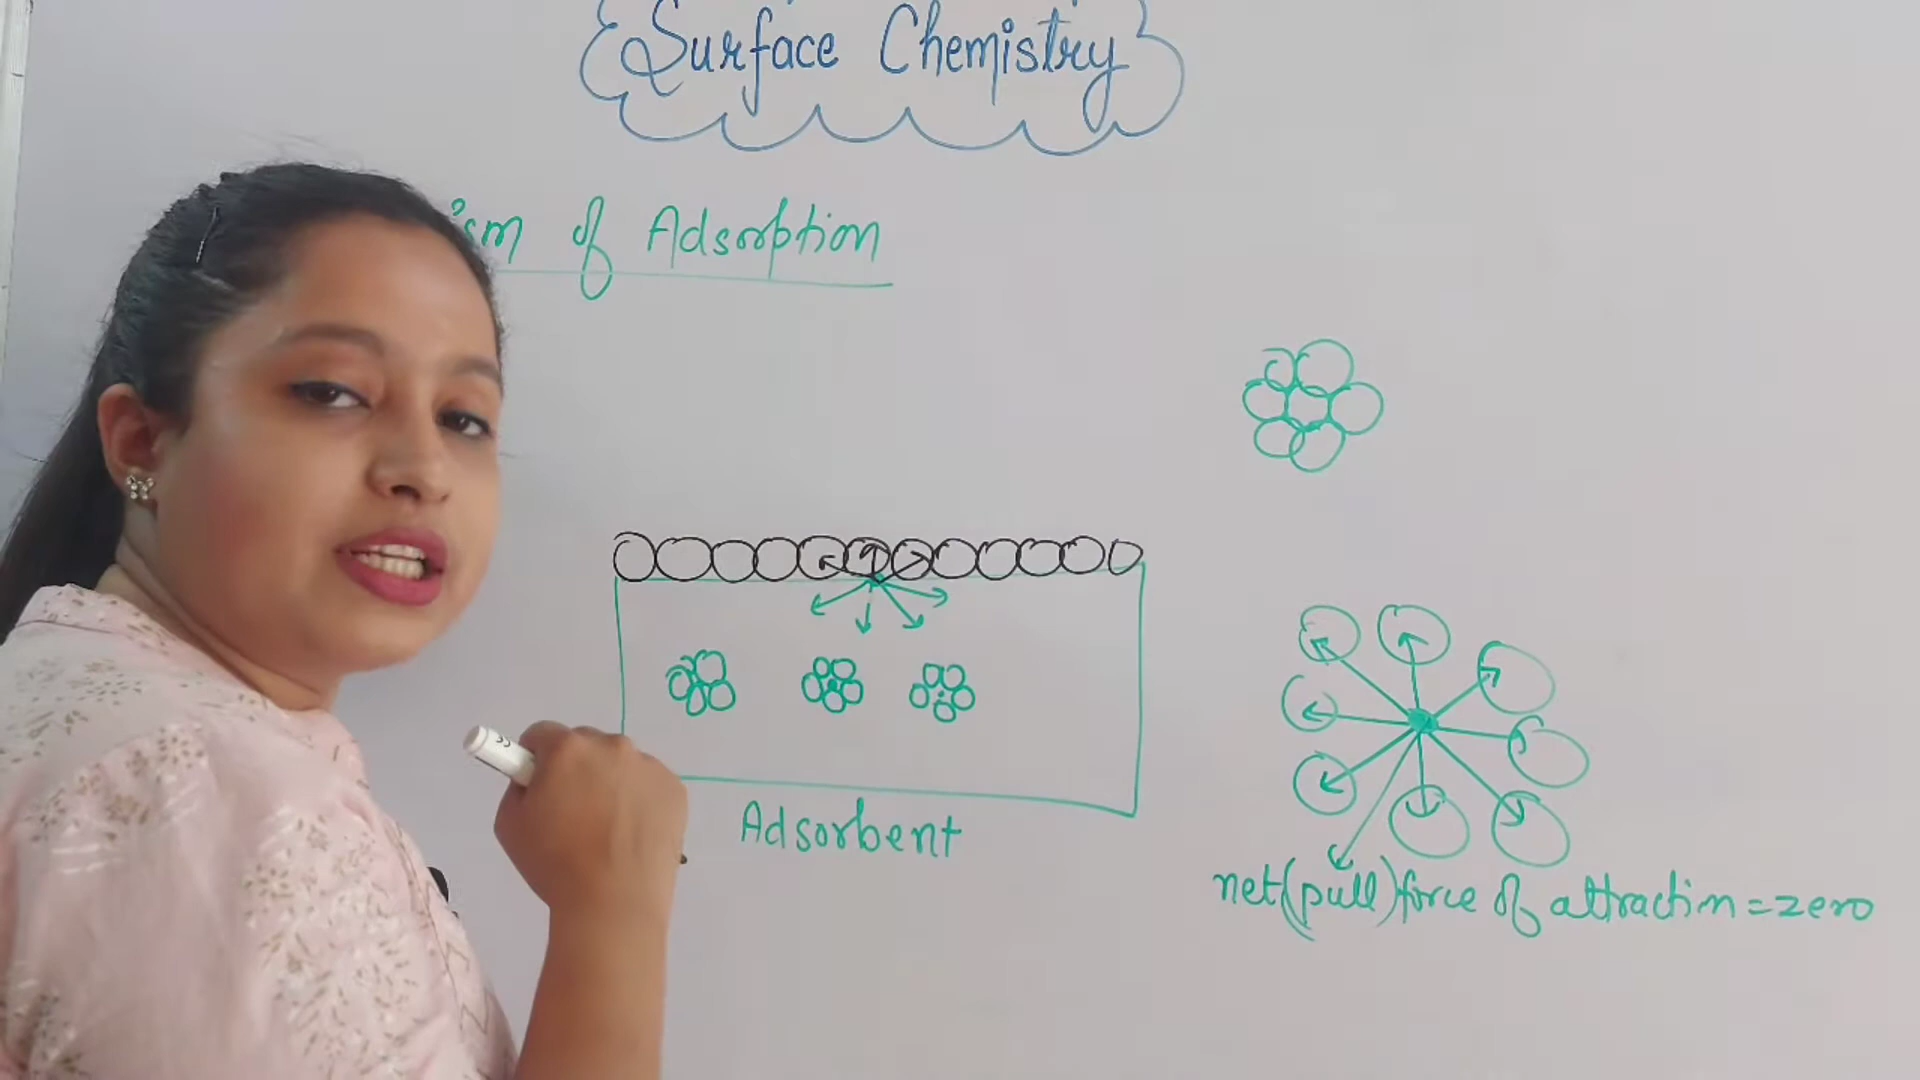 Surface Chemistry
ism of Adsorption
Adsorbent
net(pull)force of attraction=zero